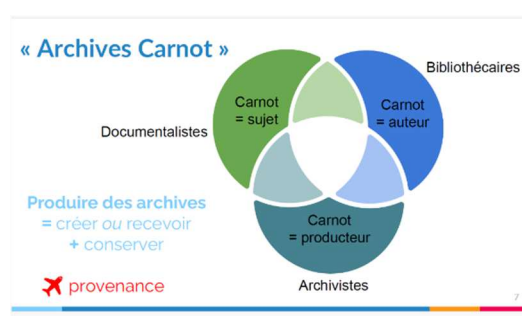 « Archives Carnot »
Bibliothécaires
Carnot
= sujet
Carnot
= auteur
Documentalistes
Produire des archives
= créer ou recevoir
+ conserver
Carnot
= producteur
provenance
Archivistes
7